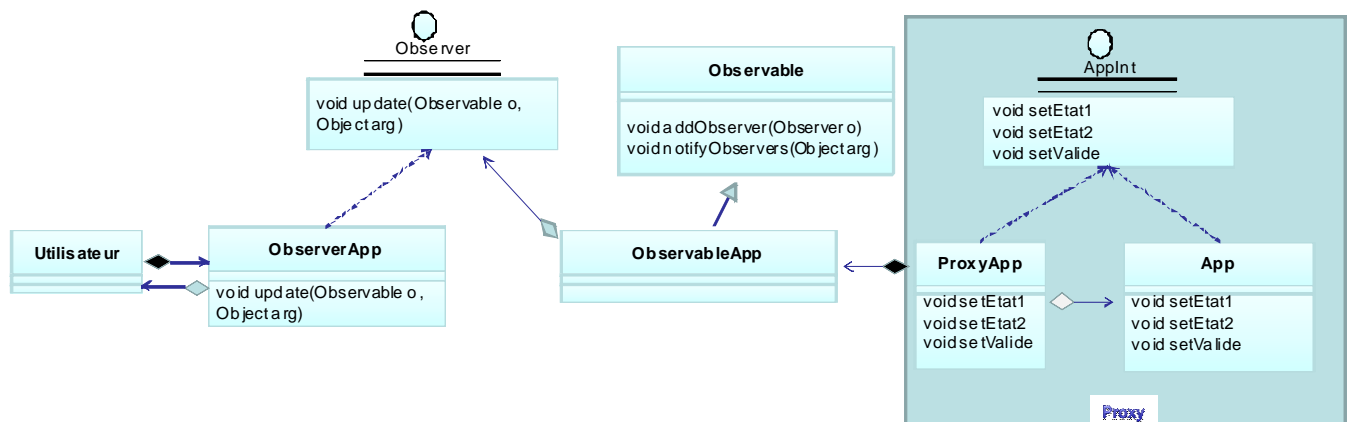 Observer
void update(Observable o,
Object arg)
Observable
void addObserver(Observer o)
void notifyObservers(Object arg)
AppInt
void setEtat1
void setEtat2
void setValide
Utilisateur
ObserverApp
void update(Observable o,
Object arg)
ObservableApp
ProxyApp
void setEtat1
void setEtat2
void setValide
App
void setEtat1
void setEtat2
void setValide
Proxy